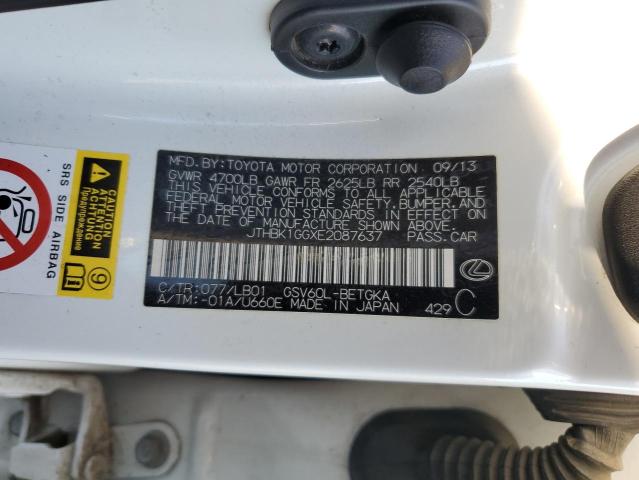 MFD. BY: TOYOTA MOTOR CORPORATION 09/13
GVWR 4700LB GAWR FR 2625LB RR 2540LB
THIS VEHICLE CONFORMS TO ALL APPLICABLE
FEDERAL MOTOR VEHICLE SAFETY, BUMPER, AND
THEFT PREVENTION STANDARDS IN EFFECT ON
THE DATE OF MANUFACTURE SHOWN ABOVE.
JTHBK1GGXE2087637 PASS. CAR
C/TR: 077/LB01 GSV60L-BETGKA
A/TM: -01A/U660E MADE IN JAPAN 429 C
SRS SIDE AIRBAG
CAUTION
Предупреждение
9